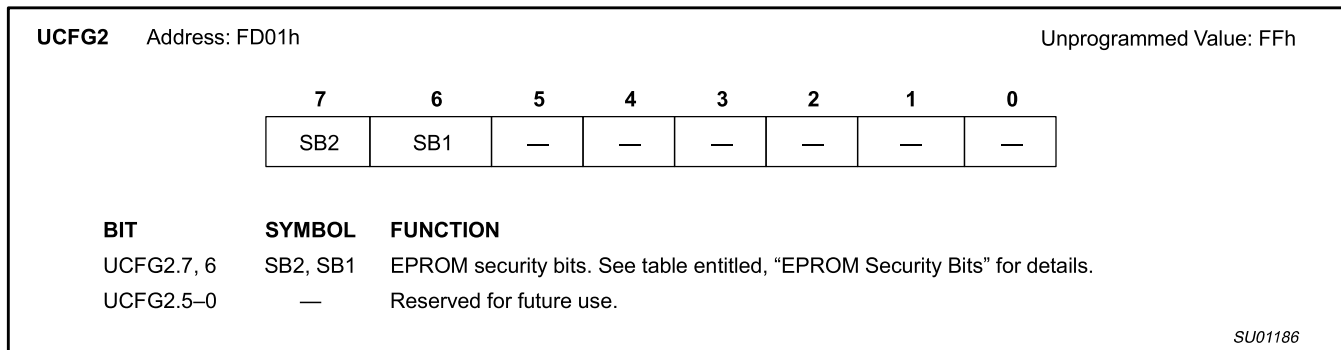 UCFG2 Address: FD01h Unprogrammed Value: FFh
7 6 5 4 3 2 1 0
SB2 SB1 — — — — — —
BIT SYMBOL FUNCTION
UCFG2.7, 6 SB2, SB1 EPROM security bits. See table entitled, “EPROM Security Bits” for details.
UCFG2.5–0 — Reserved for future use.
SU01186